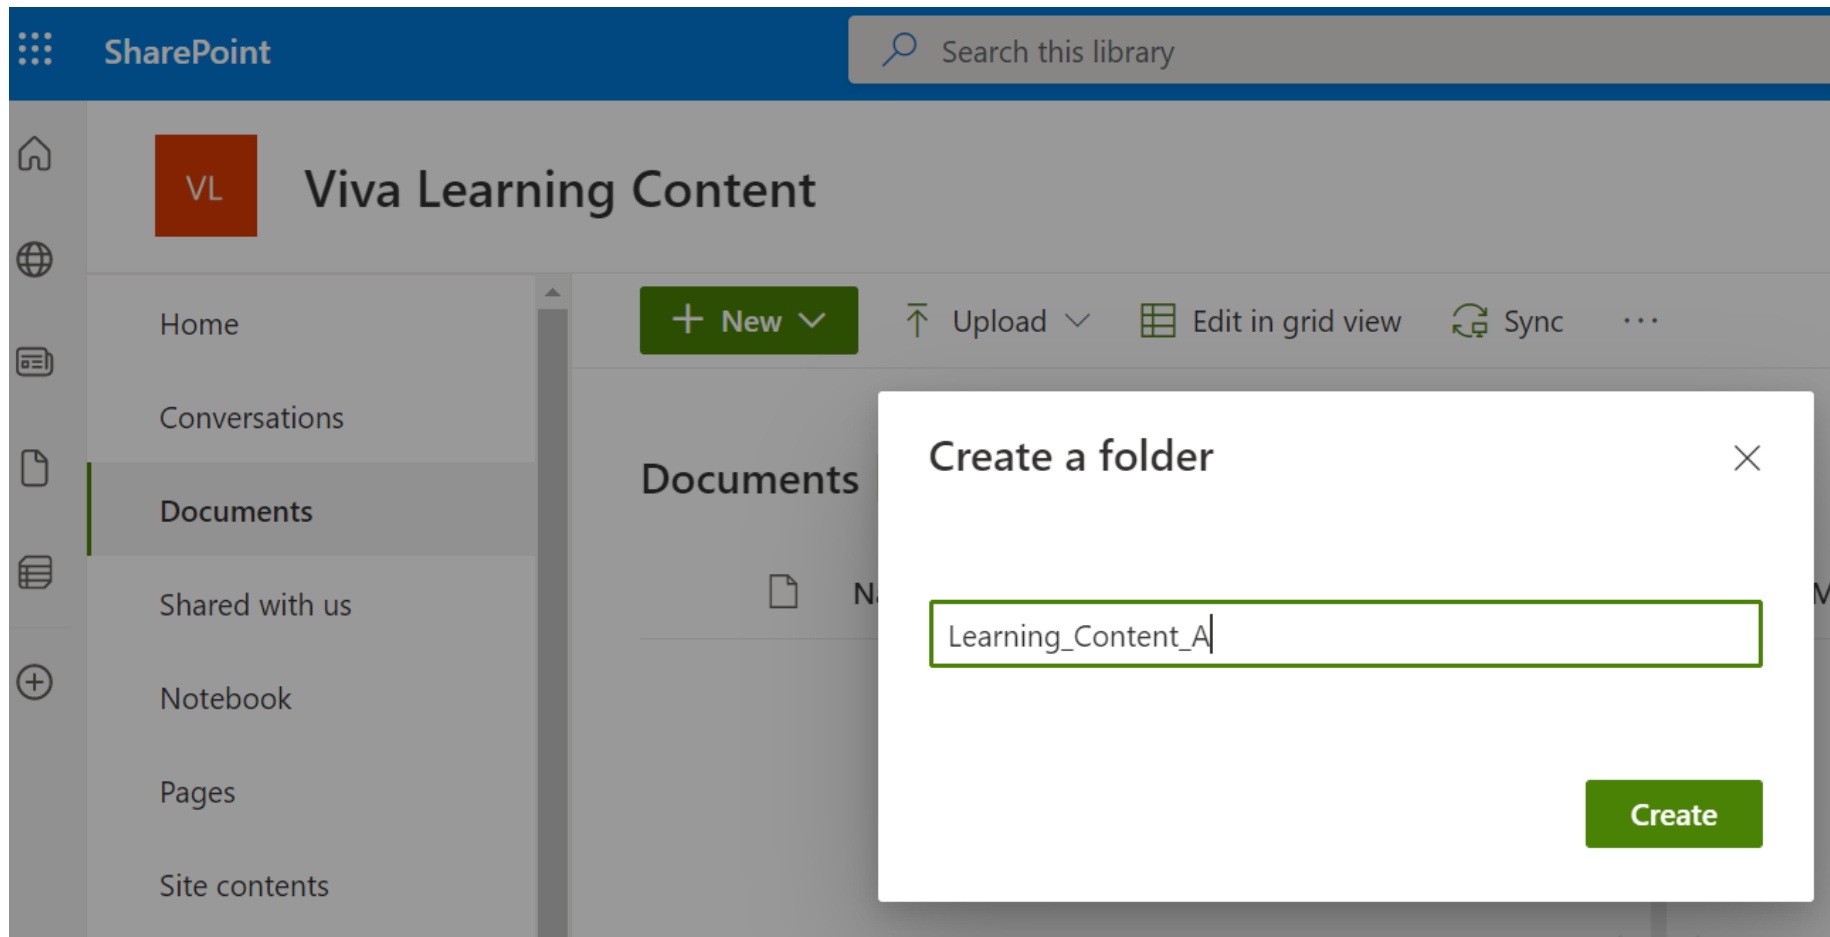 SharePoint
Search this library
VL
Viva Learning Content
Home
Conversations
Documents
Shared with us
Notebook
Pages
Site contents
New
Upload
Edit in grid view
Sync
Documents
Create a folder
Learning_Content_A
Create